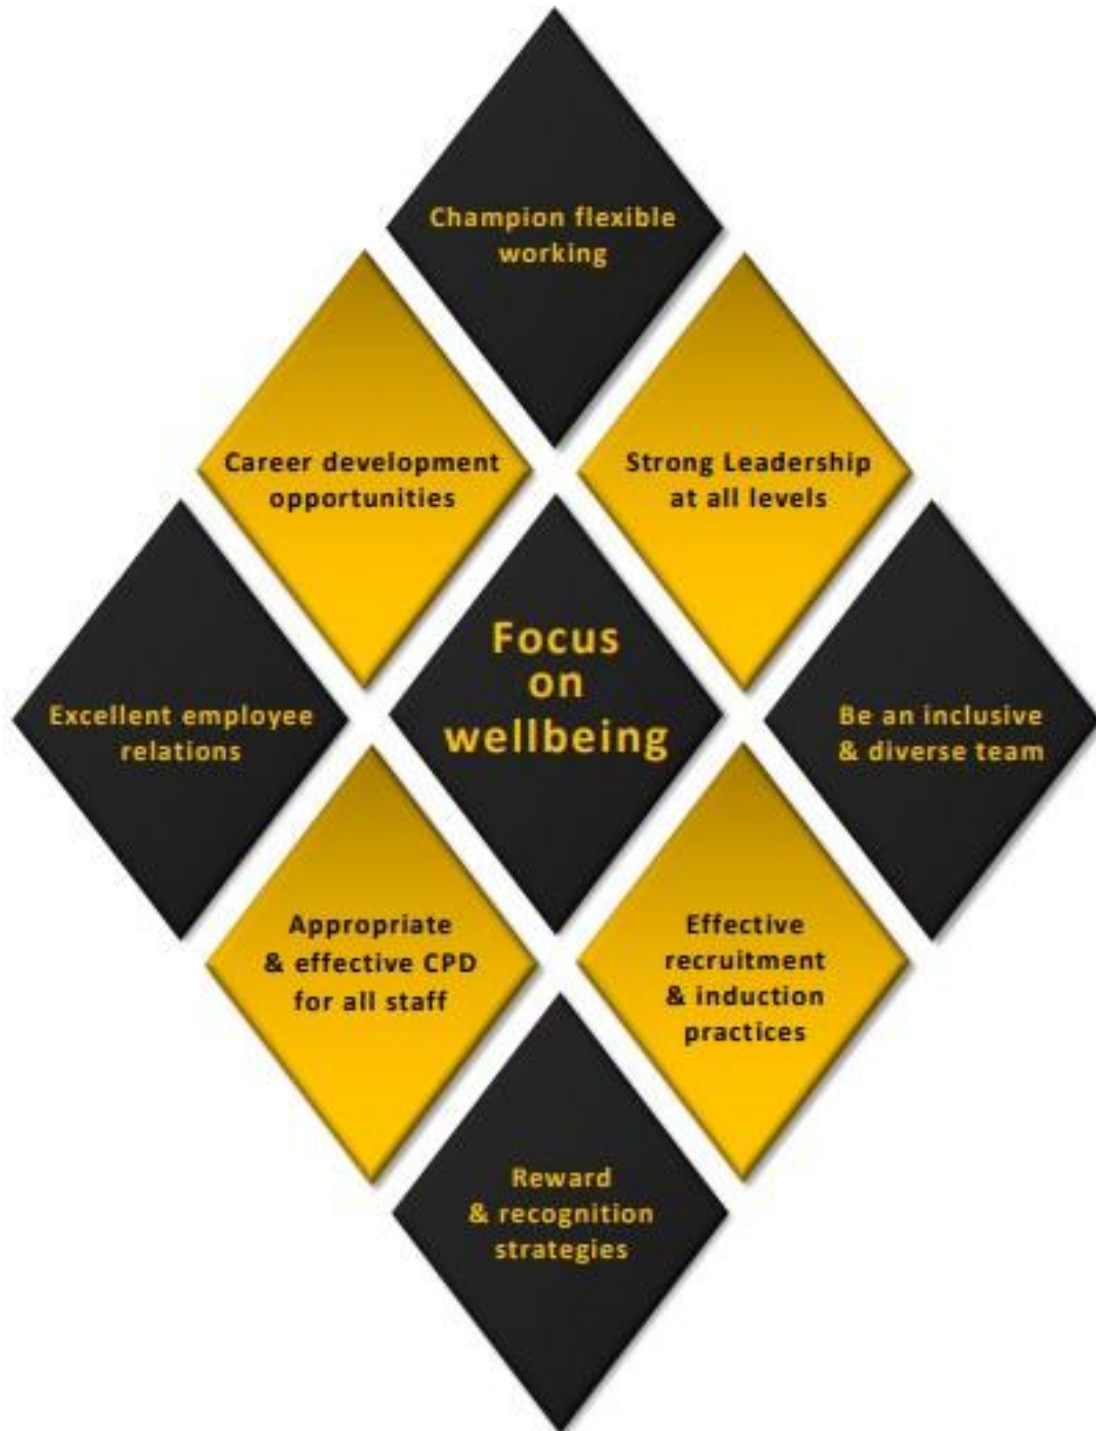 Champion flexible
working
Career development
opportunities
Strong Leadership
at all levels
Excellent employee
relations
Focus
on
wellbeing
Be an inclusive
& diverse team
Appropriate
& effective CPD
for all staff
Effective
recruitment
& induction
practices
Reward
& recognition
strategies